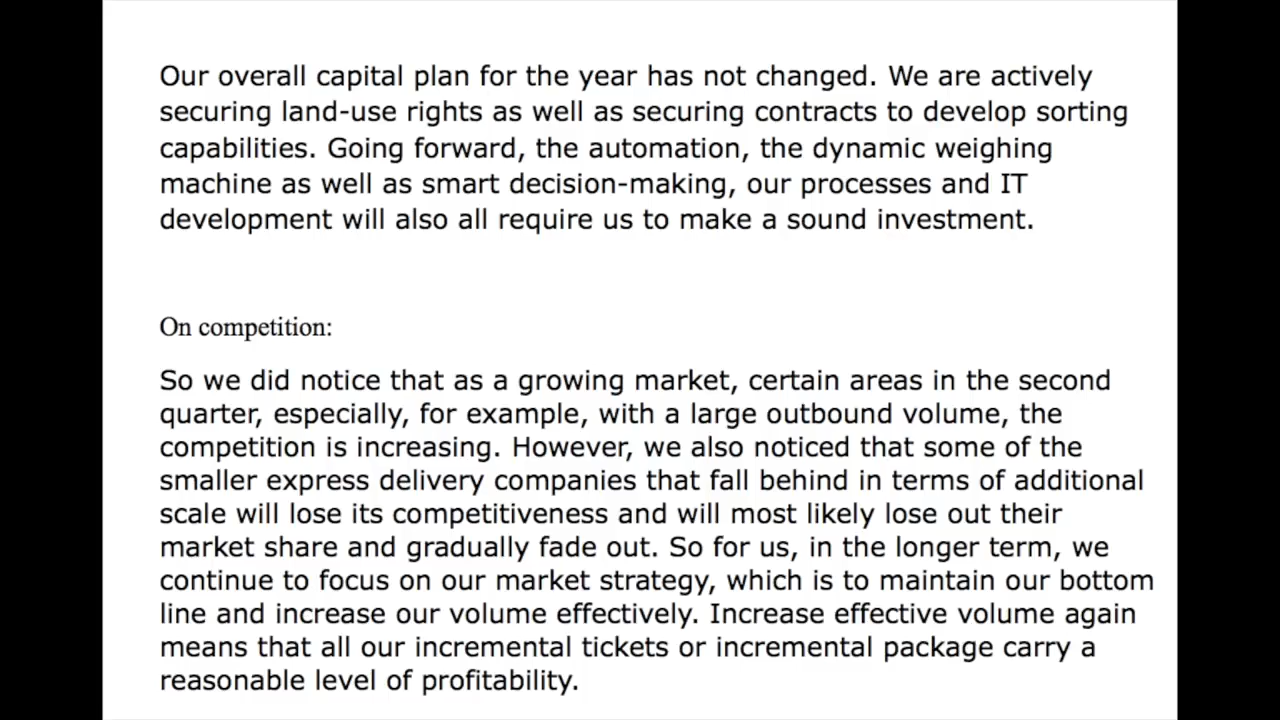 Our overall capital plan for the year has not changed. We are actively
securing land-use rights as well as securing contracts to develop sorting
capabilities. Going forward, the automation, the dynamic weighing
machine as well as smart decision-making, our processes and IT
development will also all require us to make a sound investment.
On competition:
So we did notice that as a growing market, certain areas in the second
quarter, especially, for example, with a large outbound volume, the
competition is increasing. However, we also noticed that some of the
smaller express delivery companies that fall behind in terms of additional
scale will lose its competitiveness and will most likely lose out their
market share and gradually fade out. So for us, in the longer term, we
continue to focus on our market strategy, which is to maintain our bottom
line and increase our volume effectively. Increase effective volume again
means that all our incremental tickets or incremental package carry a
reasonable level of profitability.